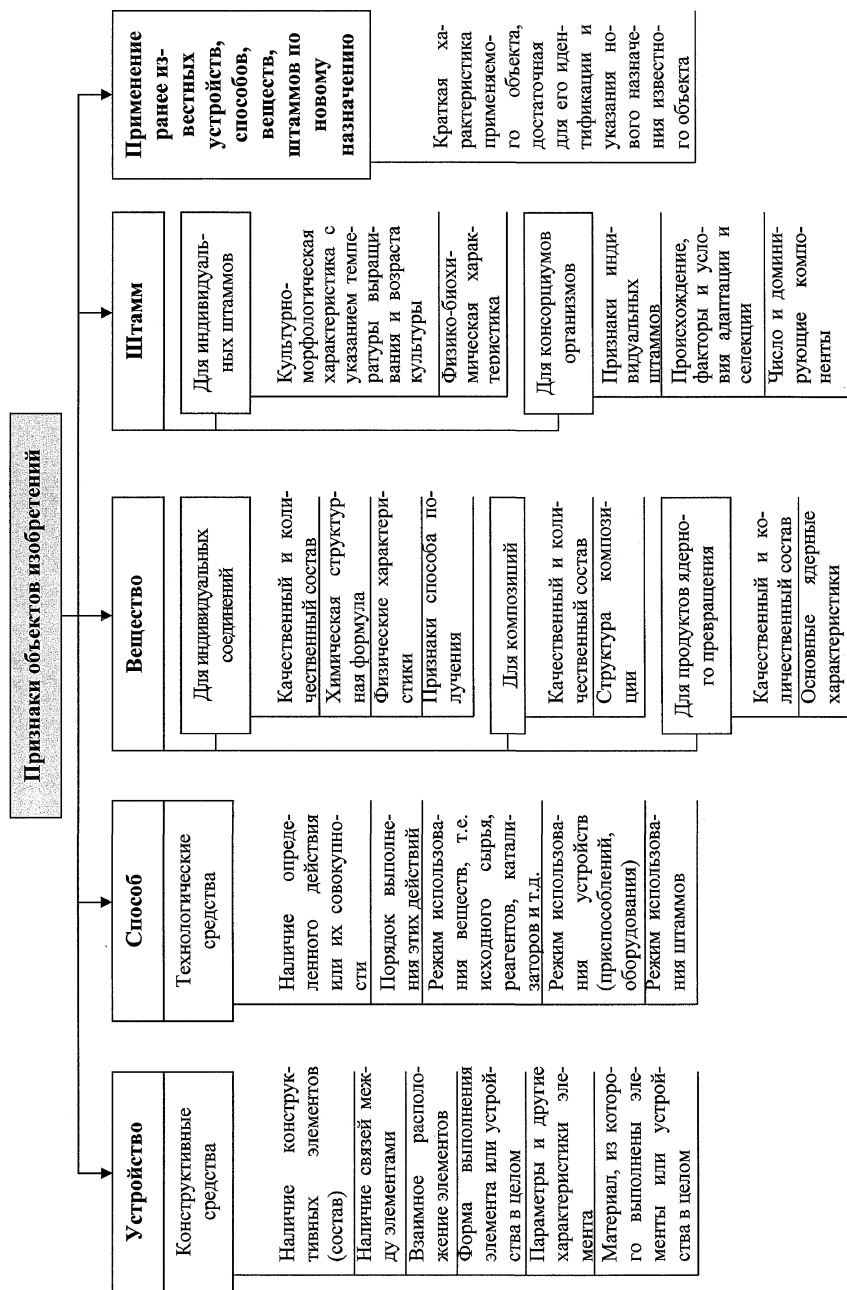 Признаки объектов изобретений
Устройство
Конструктивные
средства
Наличие конструк-
тивных элементов
(состав)
Наличие связей меж-
ду элементами
Взаимное располо-
жение элементов
Форма выполнения
элемента или устрой-
ства в целом
Параметры и другие
характеристики эле-
мента
Материал, из которо-
го выполнены эле-
менты или устрой-
ства в целом
Способ
Технологические
средства
Наличие опреде-
ленного действия
или их совокупно-
сти
Порядок выполне-
ния этих действий
Режим использова-
ния веществ, т.е.
исходного сырья,
реагентов, катали-
заторов и т.д.
Режим использова-
ния устройств
(приспособлений,
оборудования)
Режим использова-
ния штаммов
Вещество
Для индивидуальных
соединений
Качественный и коли-
чественный состав
Химическая структур-
ная формула
Физические характери-
стики
Признаки способа по-
лучения
Для композиций
Качественный и коли-
чественный состав
Структура компози-
ции
Для продуктов ядерно-
го превращения
Качественный и ко-
личественный состав
Основные ядерные
характеристики
Штамм
Для индивидуаль-
ных штаммов
Культурно-
морфологическая
характеристика с
указанием темпе-
ратуры выращи-
вания и возраста
культуры
Физико-биохи-
мическая харак-
теристика
Для консорциумов
организмов
Признаки инди-
видуальных
штаммов
Происхождение,
факторы и усло-
вия адаптации и
селекции
Число и домини-
рующие компо-
ненты
Применение
ранее из-
вестных
устройств,
способов,
веществ,
штаммов по
новому
назначению
Краткая ха-
рактеристика
применяемо-
го объекта,
достаточная
для его иден-
тификации и
указания но-
вого назначе-
ния известно-
го объекта